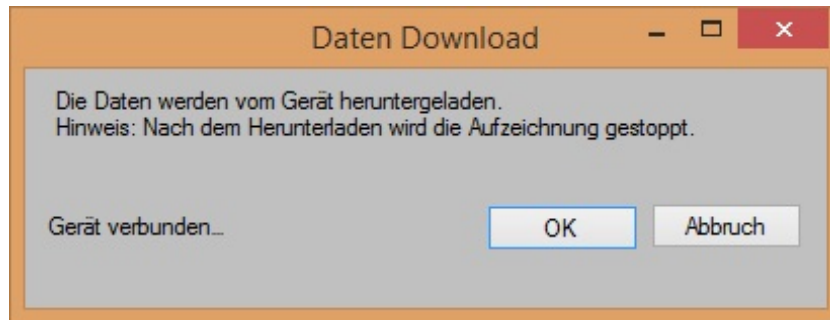 Daten Download
Die Daten werden vom Gerät heruntergeladen.
Hinweis: Nach dem Herunterladen wird die Aufzeichnung gestoppt.
Gerät verbunden...
OK
Abbruch